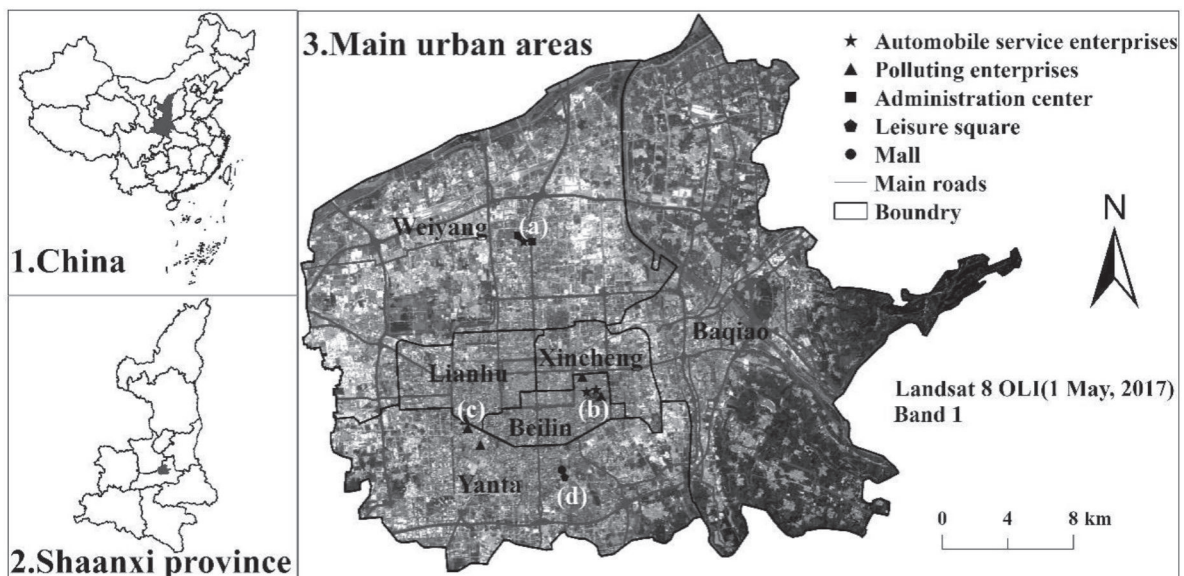 1.China
2.Shaanxi province
3.Main urban areas
Automobile service enterprises
Polluting enterprises
Administration center
Leisure square
Mall
Main roads
Boundry
N
Weiyang
(a)
Baqiao
Xincheng
Lianhu
(c)
(b)
Beilin
Yanta
(d)
Landsat 8 OLI(1 May, 2017)
Band 1
0 4 8 km